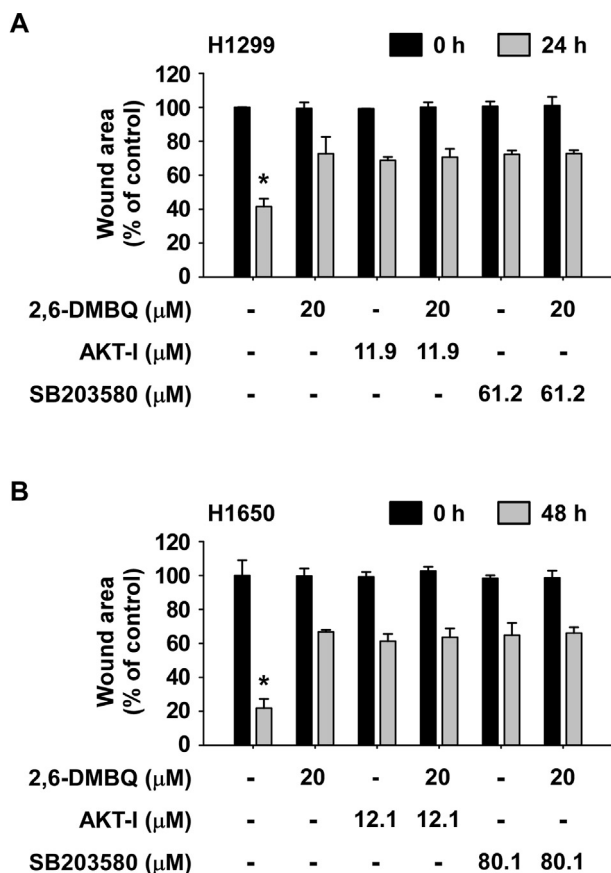 A
H1299
0 h
24 h
Wound area
(% of control)
120
100
80
60
40
20
0
*
2,6-DMBQ (μM) - 20 - 20 - 20
AKT-I (μM) - - 11.9 11.9 - -
SB203580 (μM) - - - - 61.2 61.2
B
H1650
0 h
48 h
Wound area
(% of control)
120
100
80
60
40
20
0
*
2,6-DMBQ (μM) - 20 - 20 - 20
AKT-I (μM) - - 12.1 12.1 - -
SB203580 (μM) - - - - 80.1 80.1